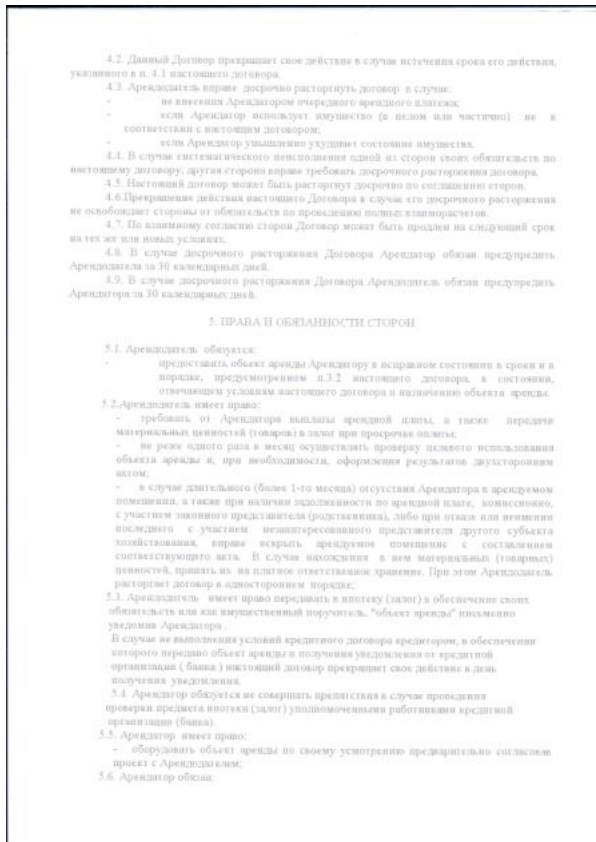 4.2. Данный Договор прекращает свое действие в случае истечения срока его действия,
указанного в п. 4.1 настоящего договора.
4.3. Арендодатель вправе досрочно расторгнуть договор в случае:
- не внесения Арендатором очередного арендного платежа;
- если Арендатор использует имущество (в целом или частично) не в
соответствии с настоящим договором;
- если Арендатор умышленно ухудшает состояние имущества.
4.4. В случае систематического неисполнения одной из сторон своих обязательств по
настоящему договору, другая сторона вправе требовать досрочного расторжения договора.
4.5. Настоящий договор может быть расторгнут досрочно по соглашению сторон.
4.6.Прекращение действия настоящего Договора в случае его досрочного расторжения
не освобождает стороны от обязательств по проведению полных взаиморасчетов.
4.7. По взаимному согласию сторон Договор может быть продлен на следующий срок
на тех же или новых условиях.
4.8. В случае досрочного расторжения Договора Арендатор обязан предупредить
Арендодателя за 30 календарных дней.
4.9. В случае досрочного расторжения Договора Арендодатель обязан предупредить
Арендатора за 30 календарных дней.
5. ПРАВА И ОБЯЗАННОСТИ СТОРОН
5.1. Арендодатель обязуется:
- предоставить объект аренды Арендатору в исправном состоянии в сроки и в
порядке, предусмотренном п.3.2 настоящего договора, в состоянии,
отвечающем условиям настоящего договора и назначению объекта аренды.
5.2.Арендодатель имеет право:
- требовать от Арендатора выплаты арендной платы, а также передачи
материальных ценностей (товаров) в залог при просрочке оплаты;
- не реже одного раза в месяц осуществлять проверку целевого использования
объекта аренды и, при необходимости, оформления результатов двухсторонним
актом;
- в случае длительного (более 1-го месяца) отсутствия Арендатора в арендуемом
помещении, а также при наличии задолженности по арендной плате, комиссионно,
с участием законного представителя (родственника), либо при отказе или неимении
последнего с участием незаинтересованного представителя другого субъекта
хозяйствования, вправе вскрыть арендуемое помещение с составлением
соответствующего акта. В случае нахождения в нем материальных (товарных)
ценностей, принять их на платное ответственное хранение. При этом Арендодатель
расторгает договор в одностороннем порядке;
5.3. Арендодатель имеет право передавать в ипотеку (залог) в обеспечение своих
обязательств или как имущественный поручитель, "объект аренды" письменно
уведомив Арендатора .
В случае не выполнения условий кредитного договора кредитором, в обеспечении
которого передано объект аренды и получения уведомления от кредитной
организации ( банка ) настоящий договор прекращает свое действие в день
получения уведомления.
5.4. Арендатор обязуется не совершать препятствия в случае проведения
проверки предмета ипотеки (залог) уполномоченными работниками кредитной
организации (банка).
5.5. Арендатор имеет право:
- оборудовать объект аренды по своему усмотрению предварительно согласовав
проект с Арендодателем;
5.6. Арендатор обязан: